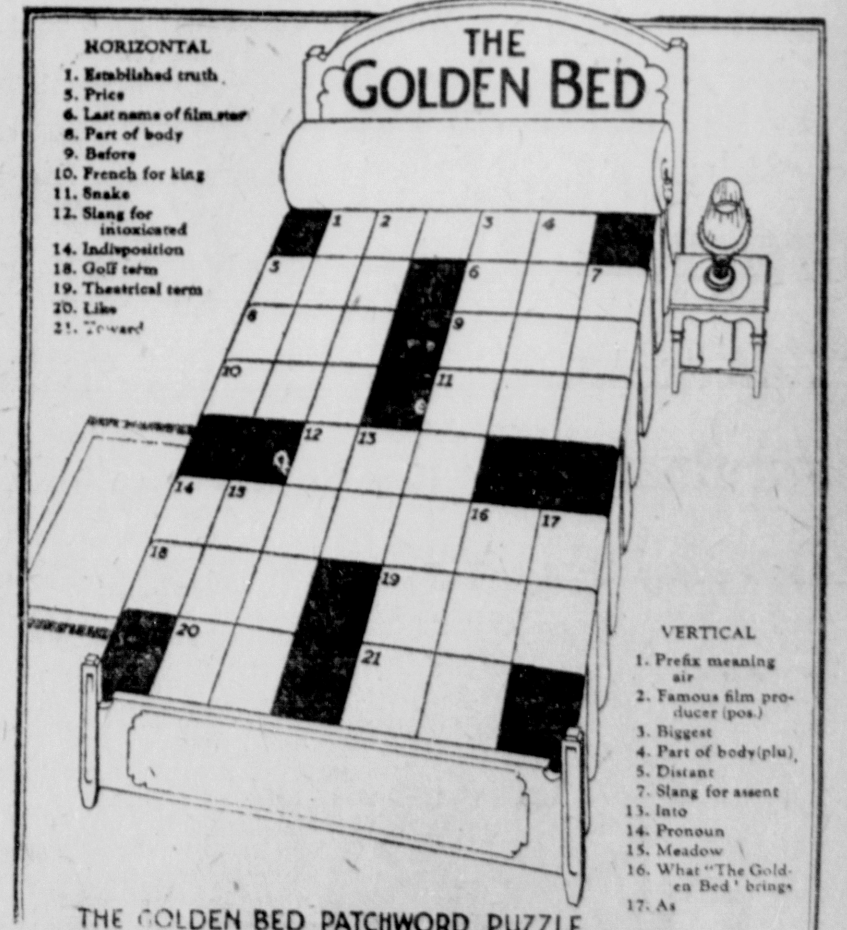 THE
GOLDEN BED
HORIZONTAL
1. Established truth
5. Price
6. Last name of film star
8. Part of body
9. Before
10. French for king
11. Snake
12. Slang for
intoxicated
14. Indisposition
18. Golf term
19. Theatrical term
20. Like
21. Toward
1 2 3 4
5 6 7
8 9
10 11
12 13
14 15 16 17
18 19
20 21
VERTICAL
1. Prefix meaning
air
2. Famous film pro-
ducer (pos.)
3. Biggest
4. Part of body (plu),
5. Distant
7. Slang for assent
13. Into
14. Pronoun
15. Meadow
16. What "The Gold-
en Bed' brings
17. As
THE GOLDEN BED PATCHWORD PUZZLE